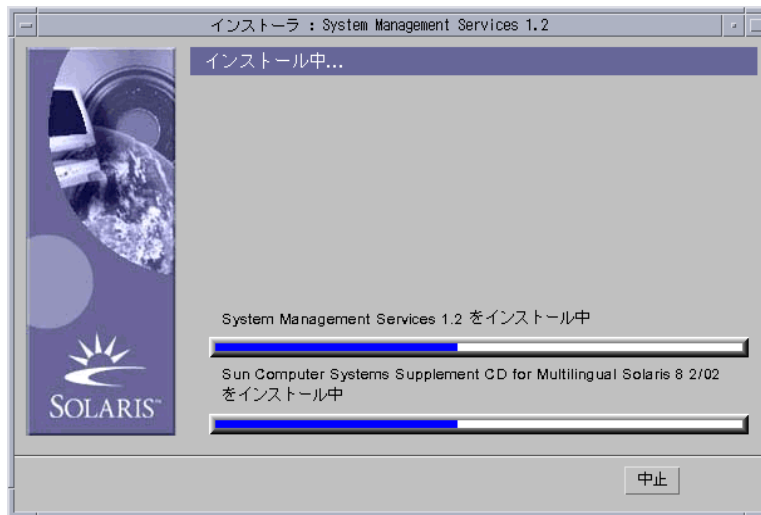 インストーラ : System Management Services 1.2
インストール中...
System Management Services 1.2 をインストール中
Sun Computer Systems Supplement CD for Multilingual Solaris 8 2/02
をインストール中
SOLARIS™
中止